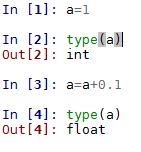 In [1]: a=1
In [2]: type(a)
Out[2]: int
In [3]: a=a+0.1
In [4]: type(a)
Out[4]: float